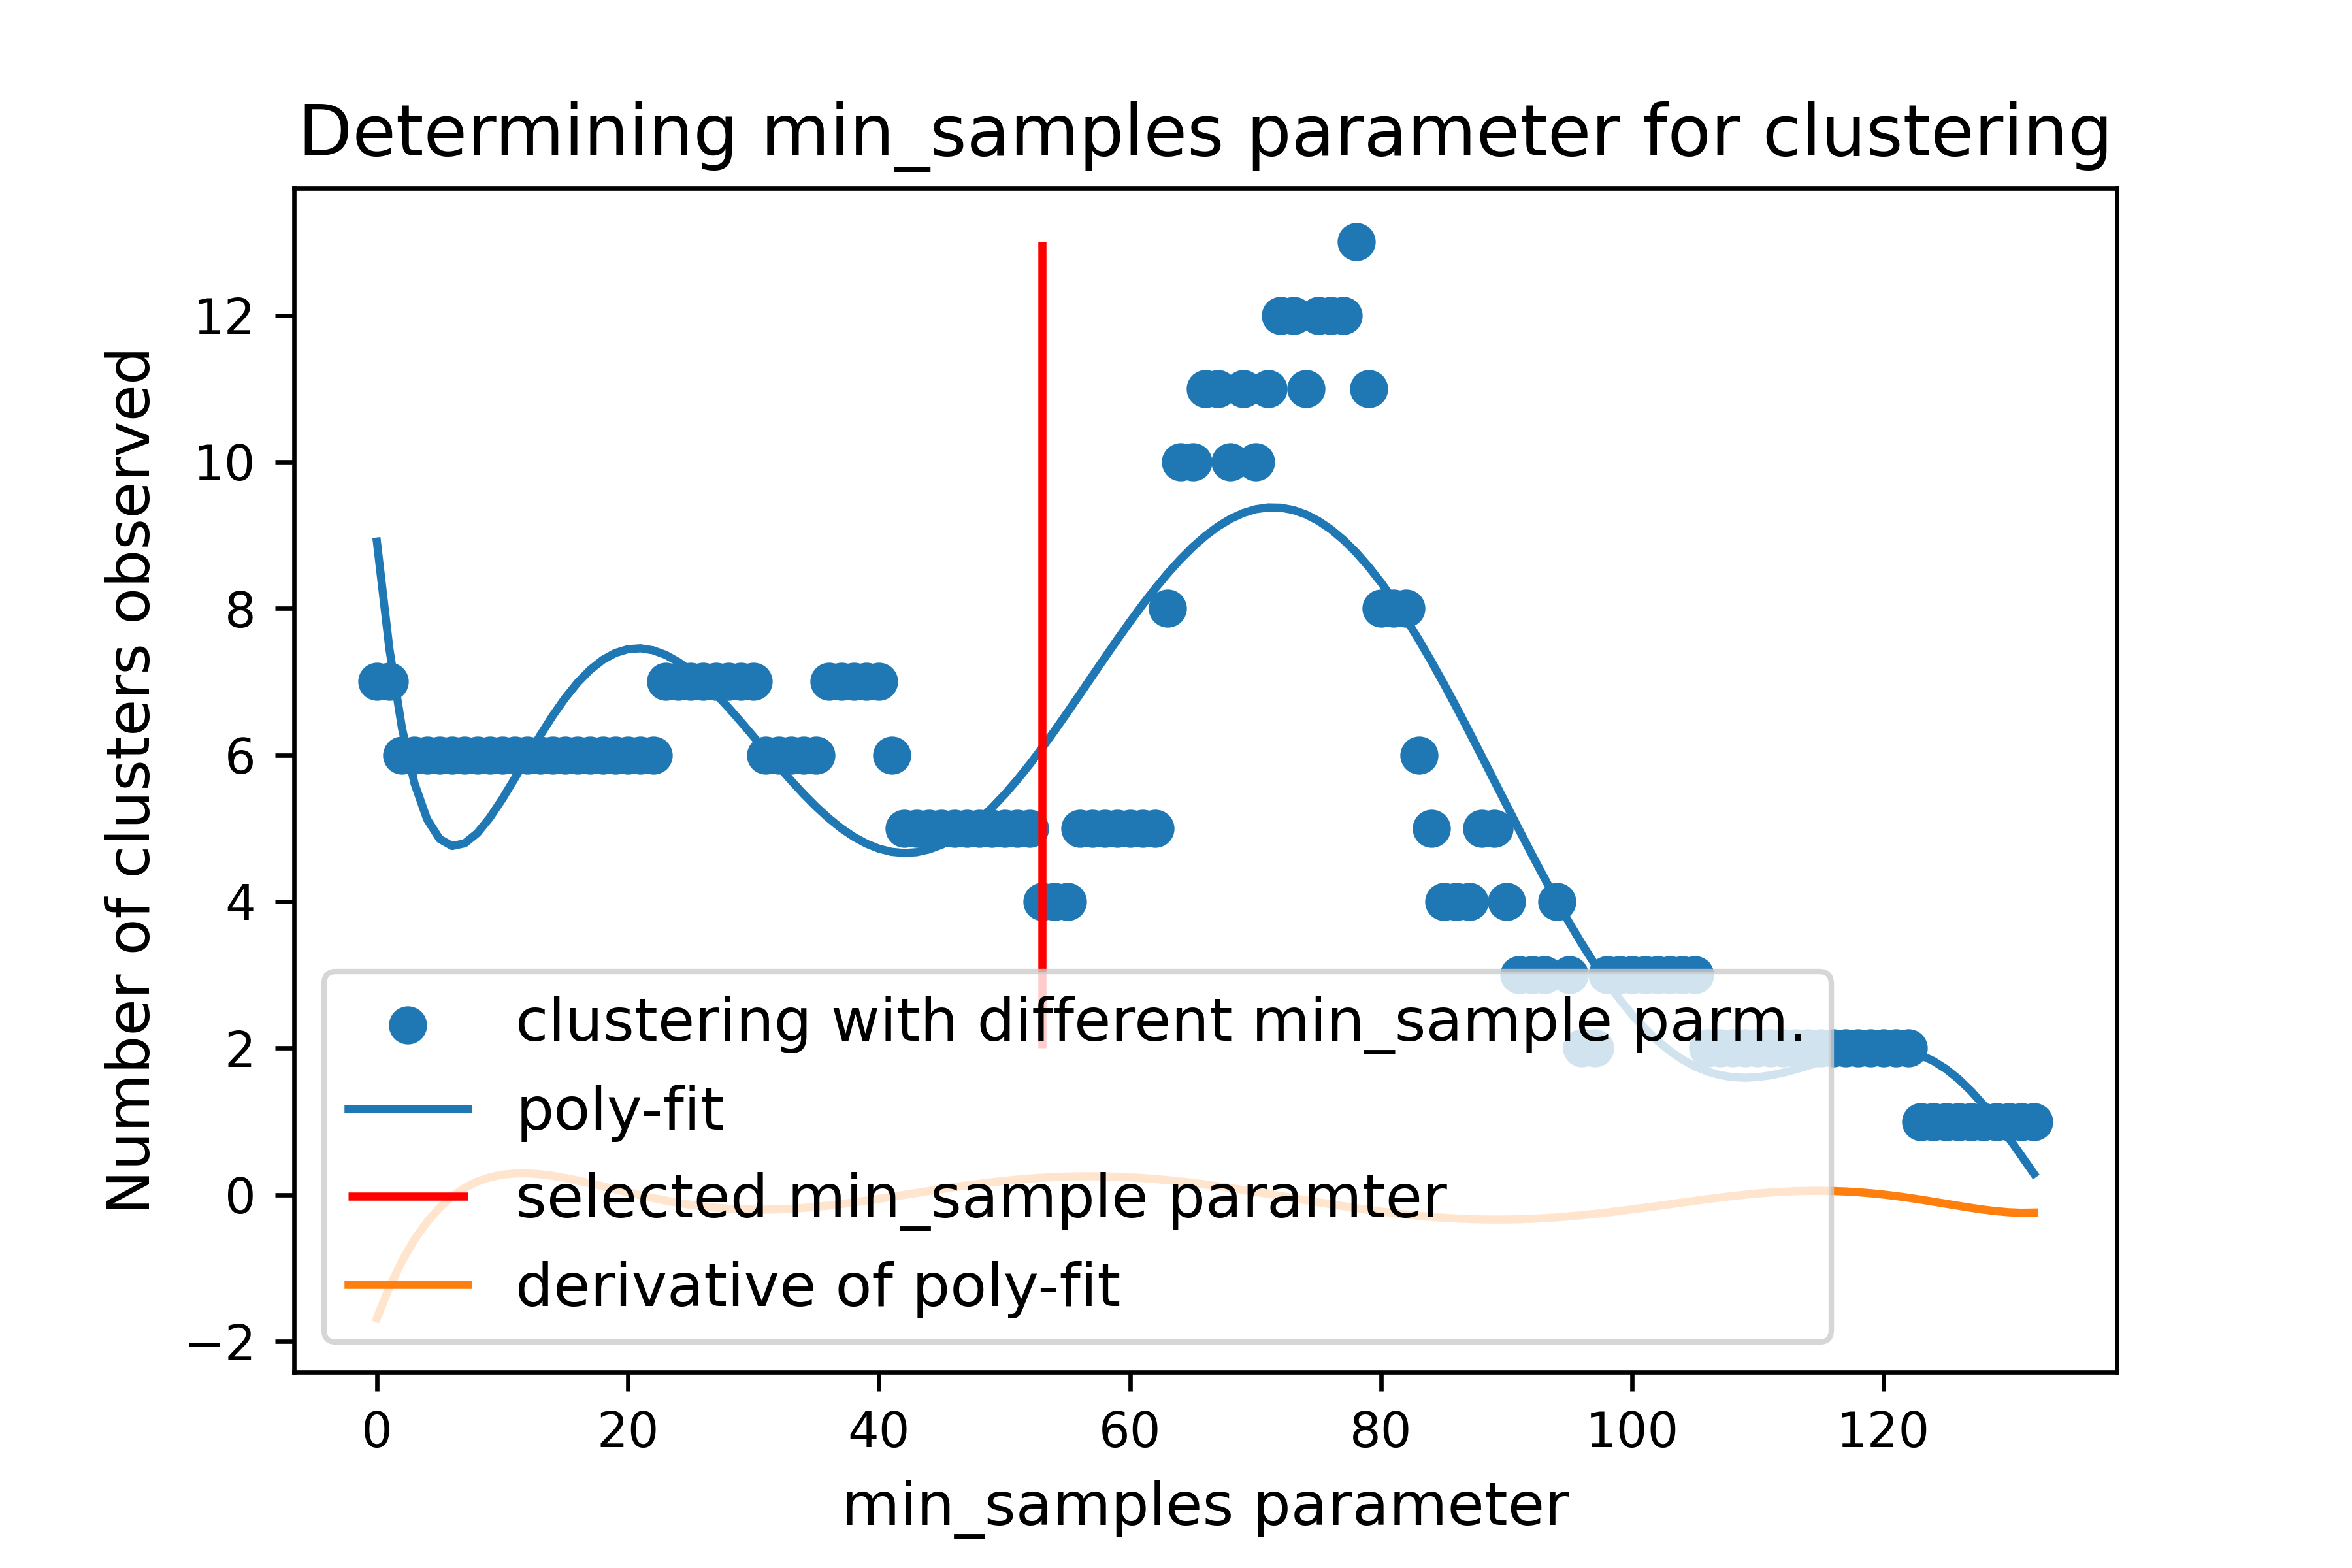 Determining min_samples parameter for clustering
Number of clusters observed
12
10
8
6
4
2
0
−2
clustering with different min_sample parm.
poly-fit
selected min_sample paramter
derivative of poly-fit
0 20 40 60 80 100 120
min_samples parameter